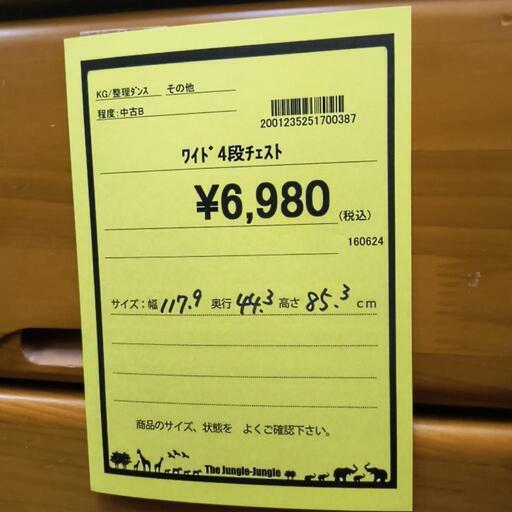 KG/整理ﾀﾞﾝｽ その他
程度:中古B
2001235251700387
ﾜｲﾄﾞ4段ﾁｪｽﾄ
¥6,980(税込)
160624
サイズ:幅117.9 奥行44.3 高さ85.3cm
商品のサイズ、状態を よくご確認下さい。
The Jungle-Jungle